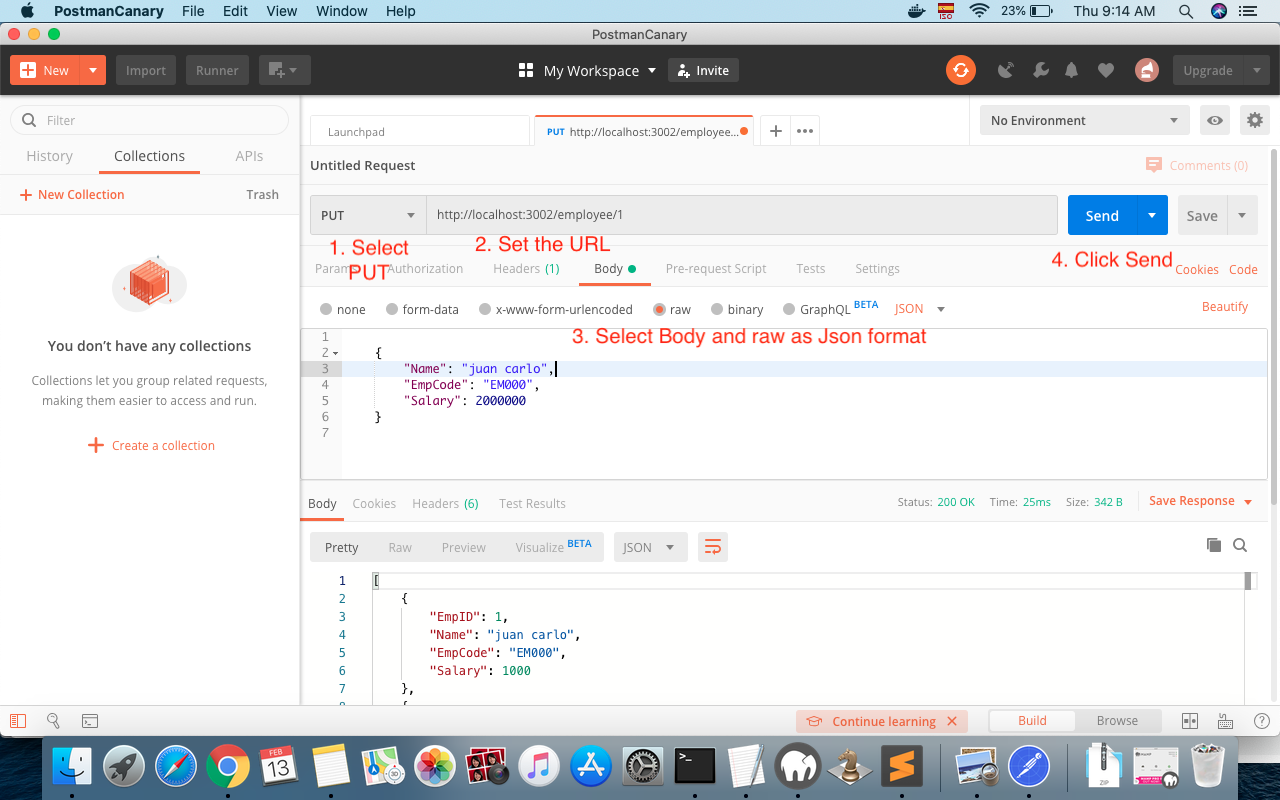 PostmanCanary File Edit View Window Help ISO 23% Thu 9:14 AM
PostmanCanary
New Import Runner My Workspace Invite Upgrade
Filter
Launchpad PUT http://localhost:3002/employee... No Environment
History Collections APIs
Untitled Request Comments (0)
New Collection Trash
PUT http://localhost:3002/employee/1 Send Save
1. Select PUT
2. Set the URL
4. Click Send
Params Authorization Headers (1) Body Pre-request Script Tests Settings Cookies Code
none form-data x-www-form-urlencoded raw binary GraphQL BETA JSON Beautify
3. Select Body and raw as Json format
1
2 {
3 "Name": "juan carlo",
4 "EmpCode": "EM000",
5 "Salary": 2000000
6 }
7
You don't have any collections
Collections let you group related requests,
making them easier to access and run.
Create a collection
Body Cookies Headers (6) Test Results Status: 200 OK Time: 25ms Size: 342 B Save Response
Pretty Raw Preview Visualize BETA JSON
1 [
2 {
3 "EmpID": 1,
4 "Name": "juan carlo",
5 "EmpCode": "EM000",
6 "Salary": 1000
7 },
Continue learning Build Browse
FEB
13
3D
>_
ZIP